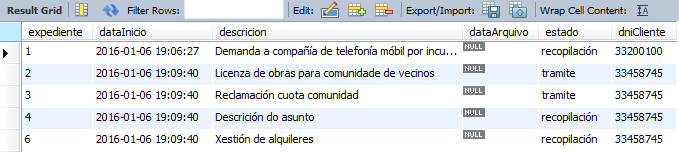 Result Grid Filter Rows: Edit: Export/Import: Wrap Cell Content:
expediente dataInicio descricion dataArquivo estado dniCliente
1 2016-01-06 19:06:27 Demanda a compañía de telefonía móbil por incu... NULL recopilación 33200100
2 2016-01-06 19:09:40 Licenza de obras para comunidade de vecinos NULL tramite 33458745
3 2016-01-06 19:09:40 Reclamación cuota comunidad NULL tramite 33458745
4 2016-01-06 19:09:40 Descrición do asunto NULL recopilación 33458745
6 2016-01-06 19:09:40 Xestión de alquileres NULL recopilación 33458745